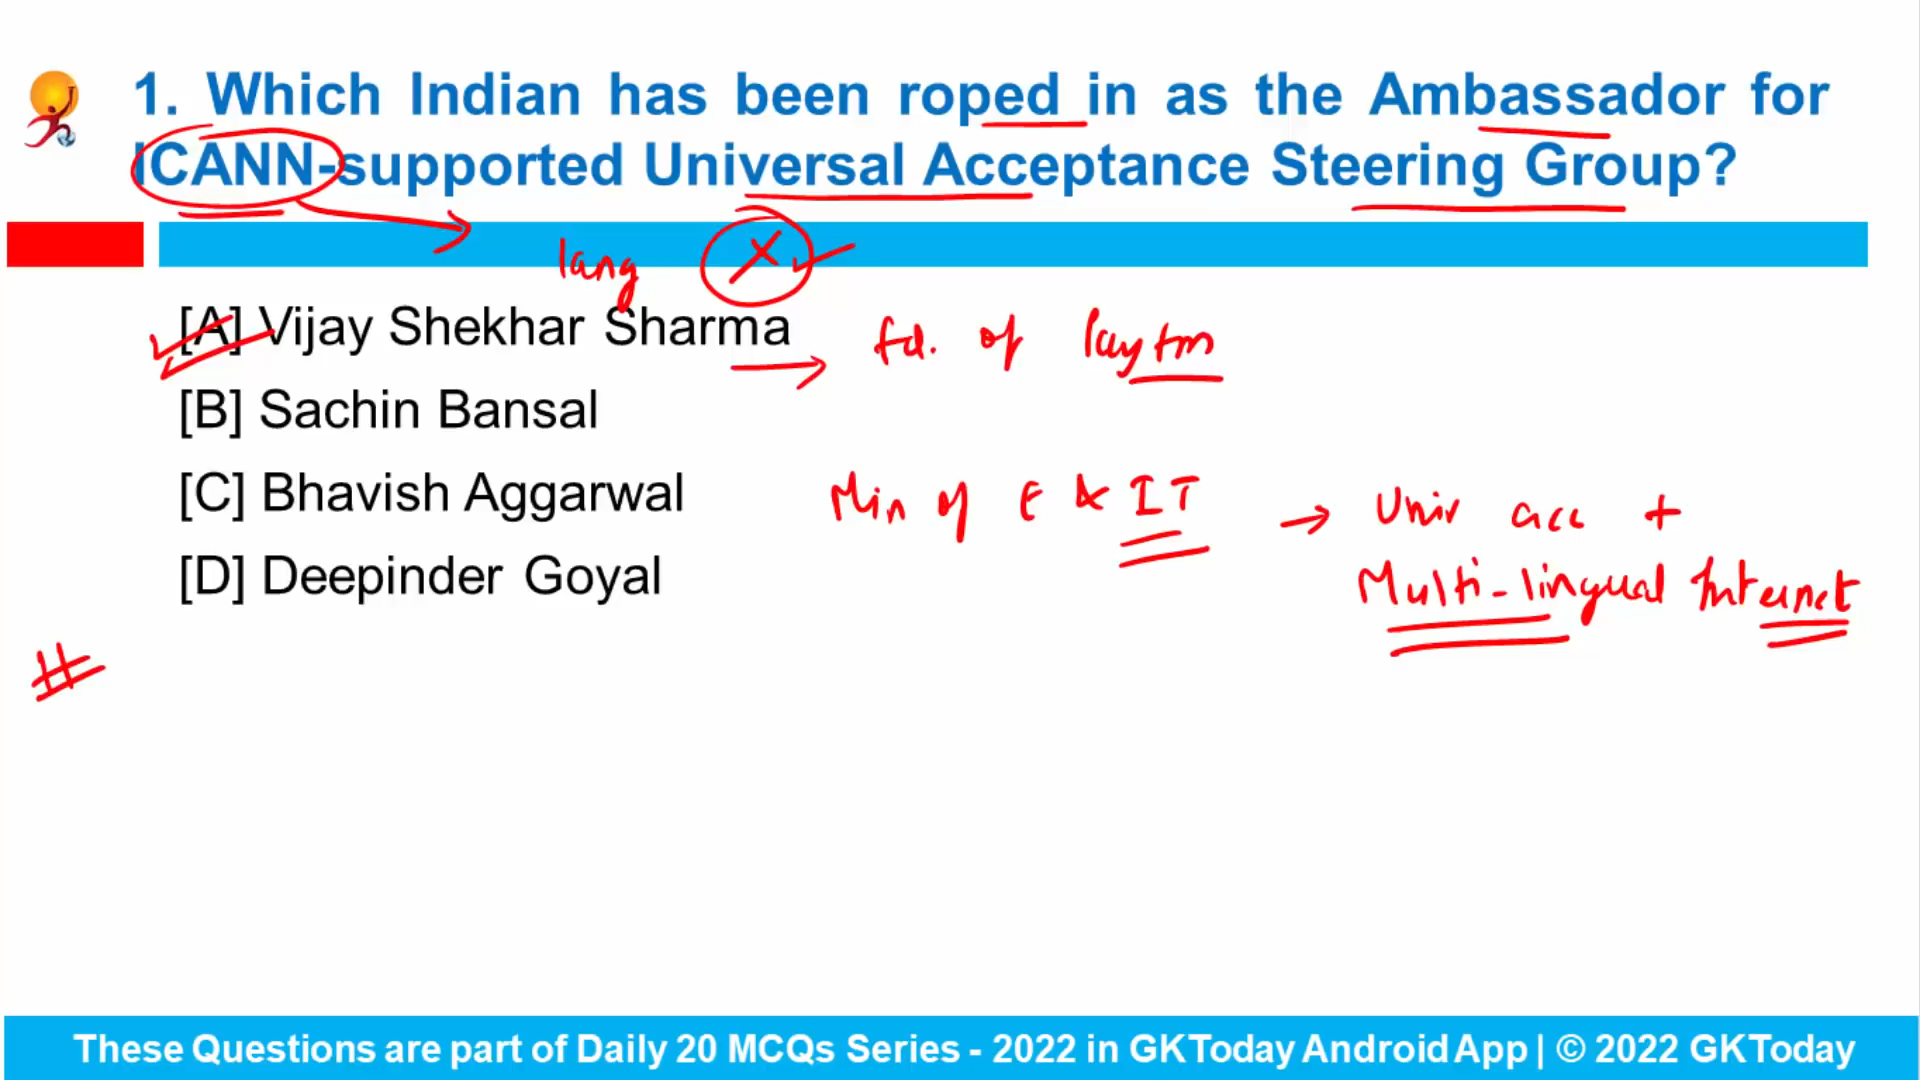 1. Which Indian has been roped in as the Ambassador for
ICANN-supported Universal Acceptance Steering Group?
lang
[A] Vijay Shekhar Sharma
fd. of Paytm
[B] Sachin Bansal
[C] Bhavish Aggarwal
Min of E & IT → Univ acc +
Multi-lingual Internet
[D] Deepinder Goyal
#
These Questions are part of Daily 20 MCQs Series - 2022 in GKToday Android App | © 2022 GKToday